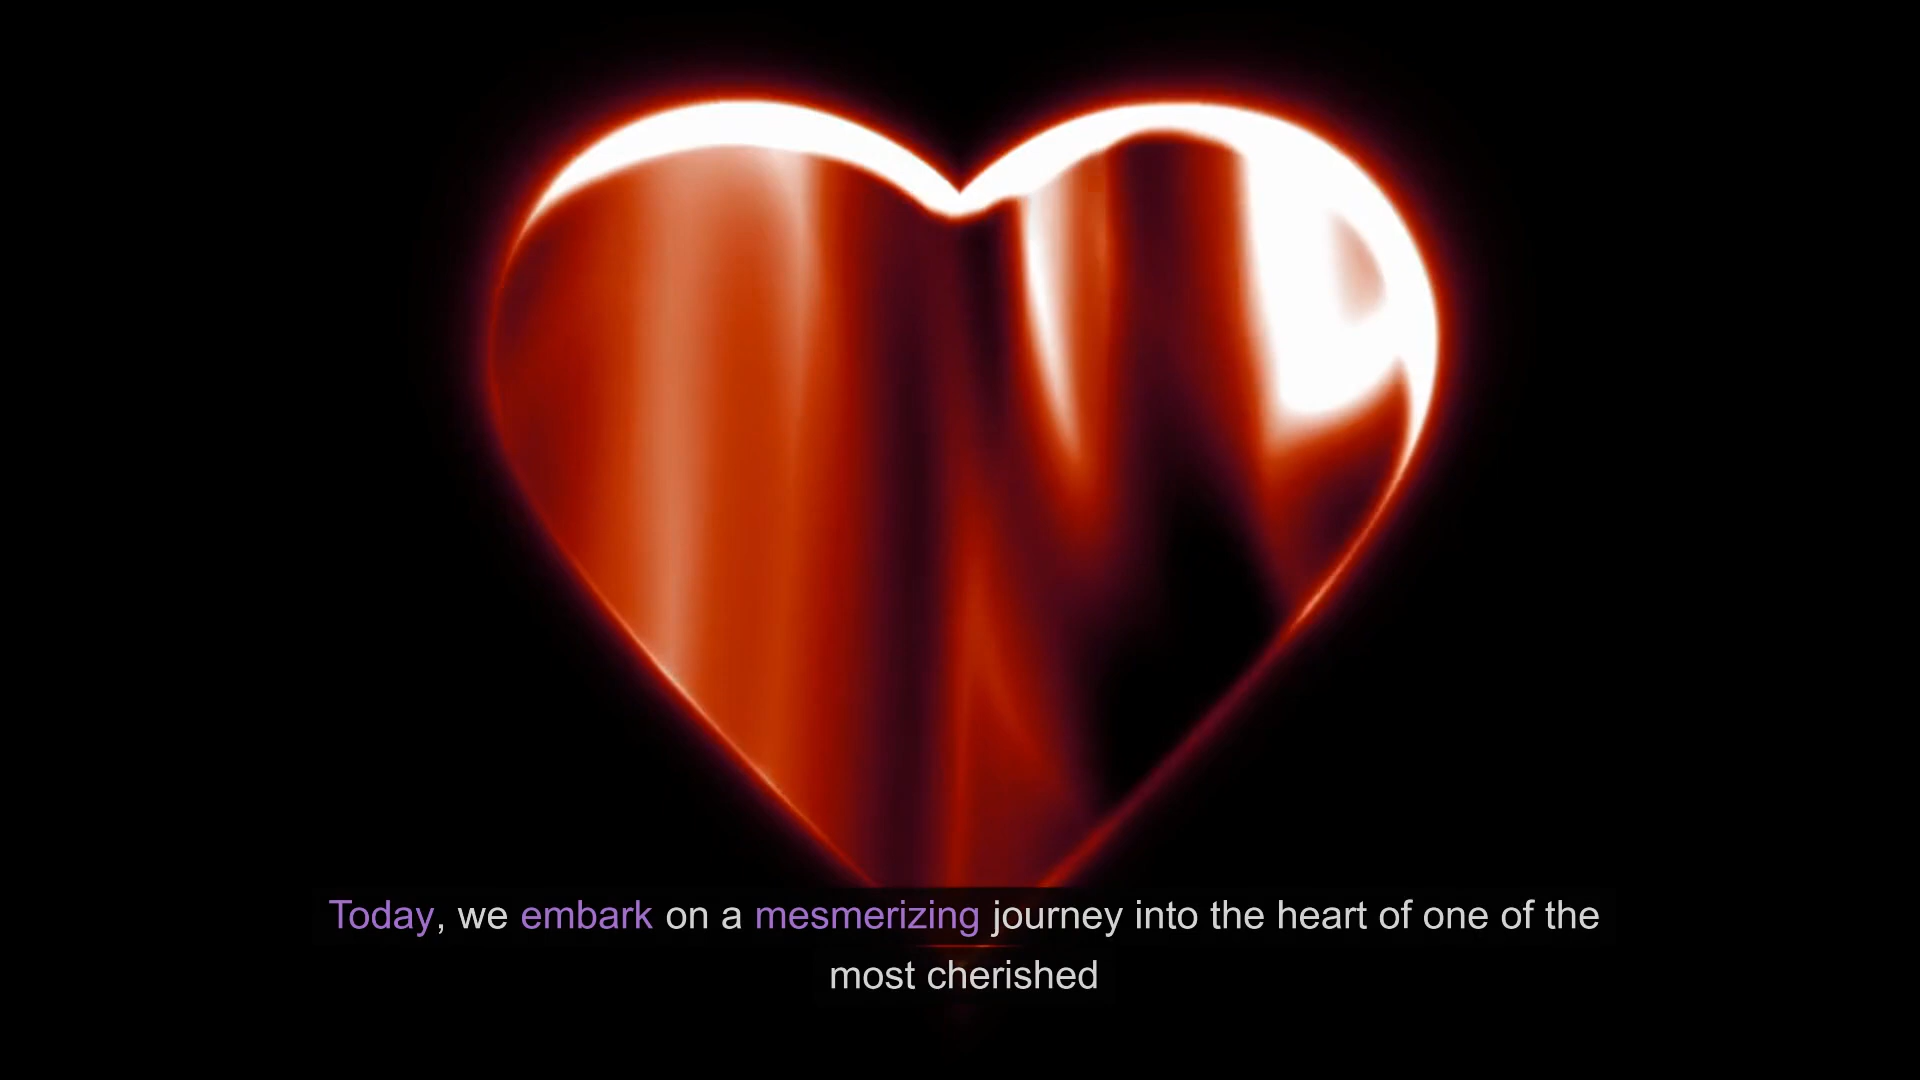 Today, we embark on a mesmerizing journey into the heart of one of the
most cherished